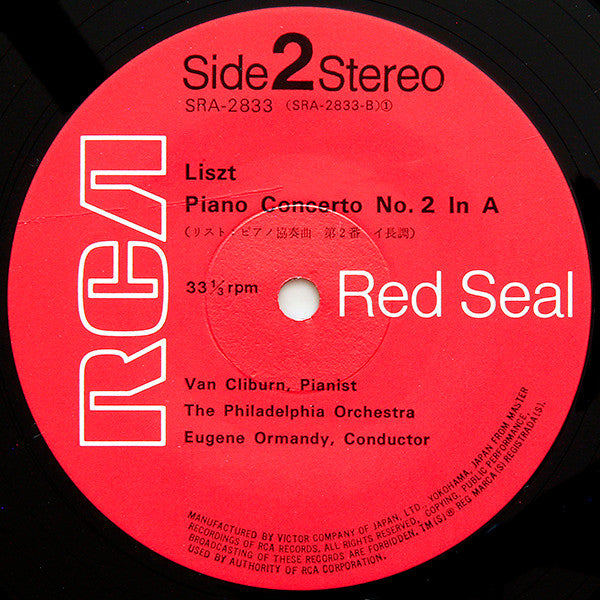 Side 2 Stereo
SRA-2833 (SRA-2833-B)①
Liszt
Piano Concerto No. 2 In A
(リスト:ピアノ協奏曲 第2番 イ長調)
33⅓ rpm
RCA
Red Seal
Van Cliburn, Pianist
The Philadelphia Orchestra
Eugene Ormandy, Conductor
MANUFACTURED BY VICTOR COMPANY OF JAPAN, LTD., YOKOHAMA, JAPAN FROM MASTER
RECORDINGS OF RCA RECORDS. ALL RIGHTS RESERVED, COPYING, PUBLIC PERFORMANCE,
BROADCASTING OF THESE RECORDS ARE FORBIDDEN. TM(S)® REG MARCA(S) REGISTRADA(S).
USED BY AUTHORITY OF RCA CORPORATION.